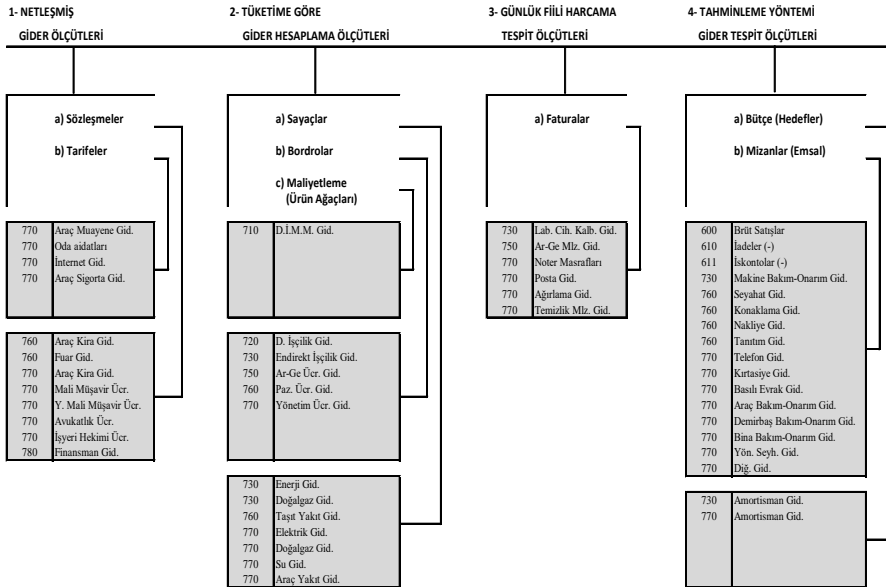 1- NETLEŞMİŞ
GİDER ÖLÇÜTLERİ
a) Sözleşmeler
b) Tarifeler
770 Araç Muayene Gid.
770 Oda aidatları
770 İnternet Gid.
770 Araç Sigorta Gid.
760 Araç Kira Gid.
760 Fuar Gid.
770 Araç Kira Gid.
770 Mali Müşavir Ücr.
770 Y. Mali Müşavir Ücr.
770 Avukatlık Ücr.
770 İşyeri Hekimi Ücr.
780 Finansman Gid.
2- TÜKETİME GÖRE
GİDER HESAPLAMA ÖLÇÜTLERİ
a) Sayaçlar
b) Bordrolar
c) Maliyetleme
(Ürün Ağaçları)
710 D.İ.M.M. Gid.
720 D. İşçilik Gid.
730 Endirekt İşçilik Gid.
750 Ar-Ge Ücr. Gid.
760 Paz. Ücr. Gid.
770 Yönetim Ücr. Gid.
730 Enerji Gid.
730 Doğalgaz Gid.
760 Taşıt Yakıt Gid.
770 Elektrik Gid.
770 Doğalgaz Gid.
770 Su Gid.
770 Araç Yakıt Gid.
3- GÜNLÜK FİİLİ HARCAMA
TESPİT ÖLÇÜTLERİ
a) Faturalar
730 Lab. Cih. Kalb. Gid.
750 Ar-Ge Mlz. Gid.
770 Noter Masrafları
770 Posta Gid.
770 Ağırlama Gid.
770 Temizlik Mlz. Gid.
4- TAHMİNLEME YÖNTEMİ
GİDER TESPİT ÖLÇÜTLERİ
a) Bütçe (Hedefler)
b) Mizanlar (Emsal)
600 Brüt Satışlar
610 İadeler (-)
611 İskontolar (-)
730 Makine Bakım-Onarım Gid.
760 Seyahat Gid.
760 Konaklama Gid.
760 Nakliye Gid.
760 Tanıtım Gid.
770 Telefon Gid.
770 Kırtasiye Gid.
770 Basılı Evrak Gid.
770 Araç Bakım-Onarım Gid.
770 Demirbaş Bakım-Onarım Gid.
770 Bina Bakım-Onarım Gid.
770 Yön. Seyh. Gid.
770 Diğ. Gid.
730 Amortisman Gid.
770 Amortisman Gid.